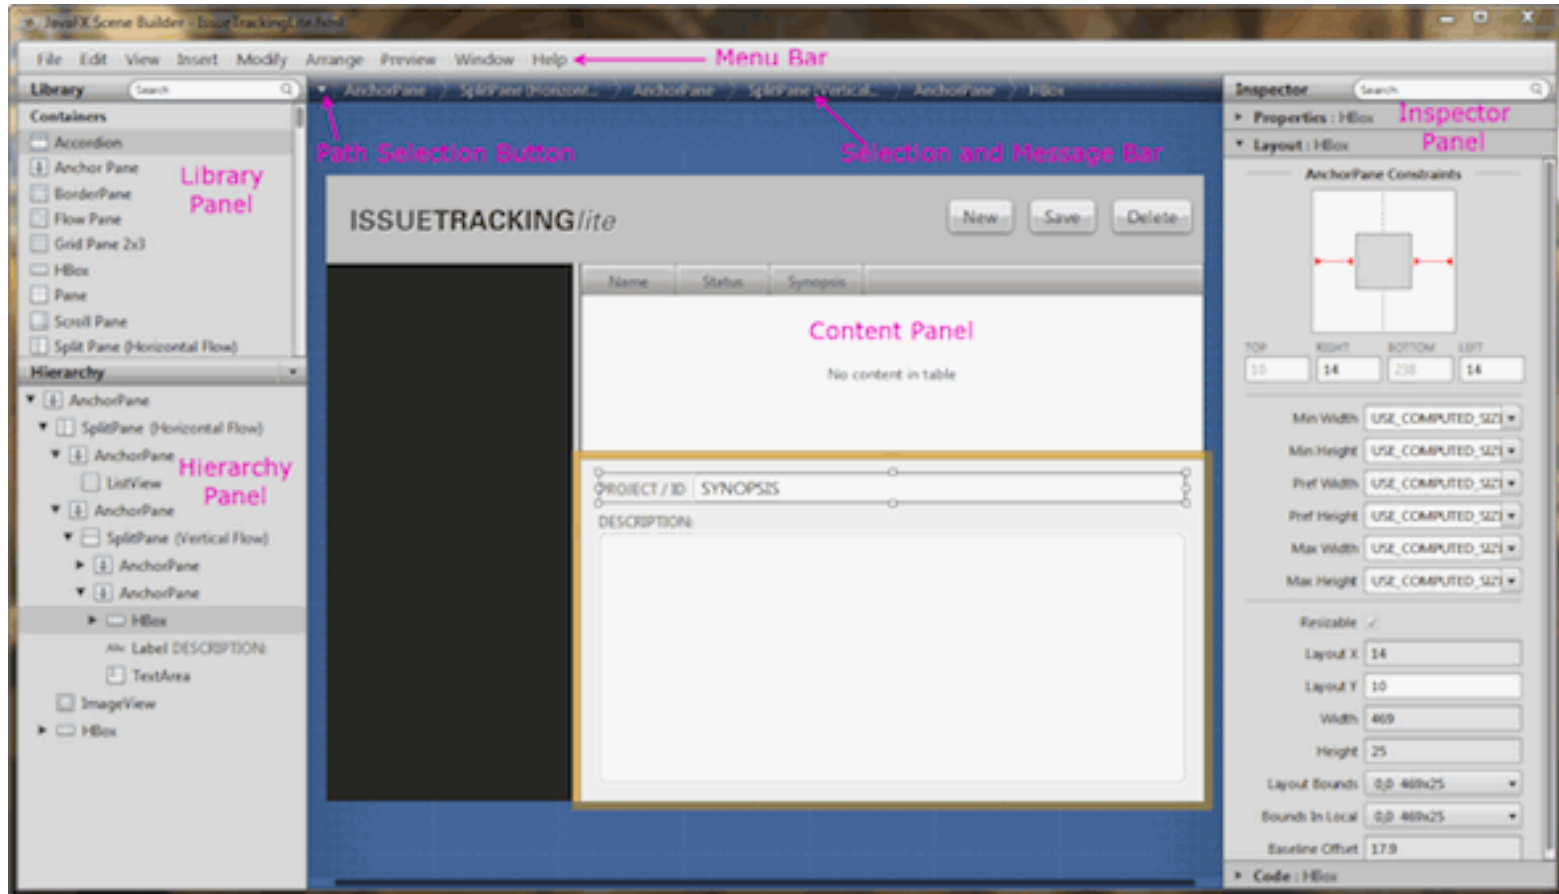 JavaFX Scene Builder - IssueTrackingLite.fxml
File Edit View Insert Modify Arrange Preview Window Help
Menu Bar
Library
Search
AnchorPane
SplitPane (Horizont...
AnchorPane
SplitPane (Vertical...
AnchorPane
HBox
Path Selection Button
Selection and Message Bar
Containers
Accordion
Anchor Pane
BorderPane
Flow Pane
Grid Pane 2x3
HBox
Pane
Scroll Pane
Split Pane (Horizontal Flow)
Library
Panel
Hierarchy
AnchorPane
SplitPane (Horizontal Flow)
AnchorPane
ListView
AnchorPane
SplitPane (Vertical Flow)
AnchorPane
AnchorPane
HBox
Abc Label DESCRIPTION:
TextArea
ImageView
HBox
Hierarchy
Panel
ISSUETRACKINGlite
New Save Delete
Name Status Synopsis
Content Panel
No content in table
PROJECT / ID SYNOPSIS
DESCRIPTION:
Inspector
Search
Properties : HBox
Inspector
Panel
Layout : HBox
AnchorPane Constraints
TOP RIGHT BOTTOM LEFT
10 14 238 14
Min Width USE_COMPUTED_SIZE
Min Height USE_COMPUTED_SIZE
Pref Width USE_COMPUTED_SIZE
Pref Height USE_COMPUTED_SIZE
Max Width USE_COMPUTED_SIZE
Max Height USE_COMPUTED_SIZE
Resizable
Layout X 14
Layout Y 10
Width 469
Height 25
Layout Bounds 0,0 469x25
Bounds In Local 0,0 469x25
Baseline Offset 17.9
Code : HBox